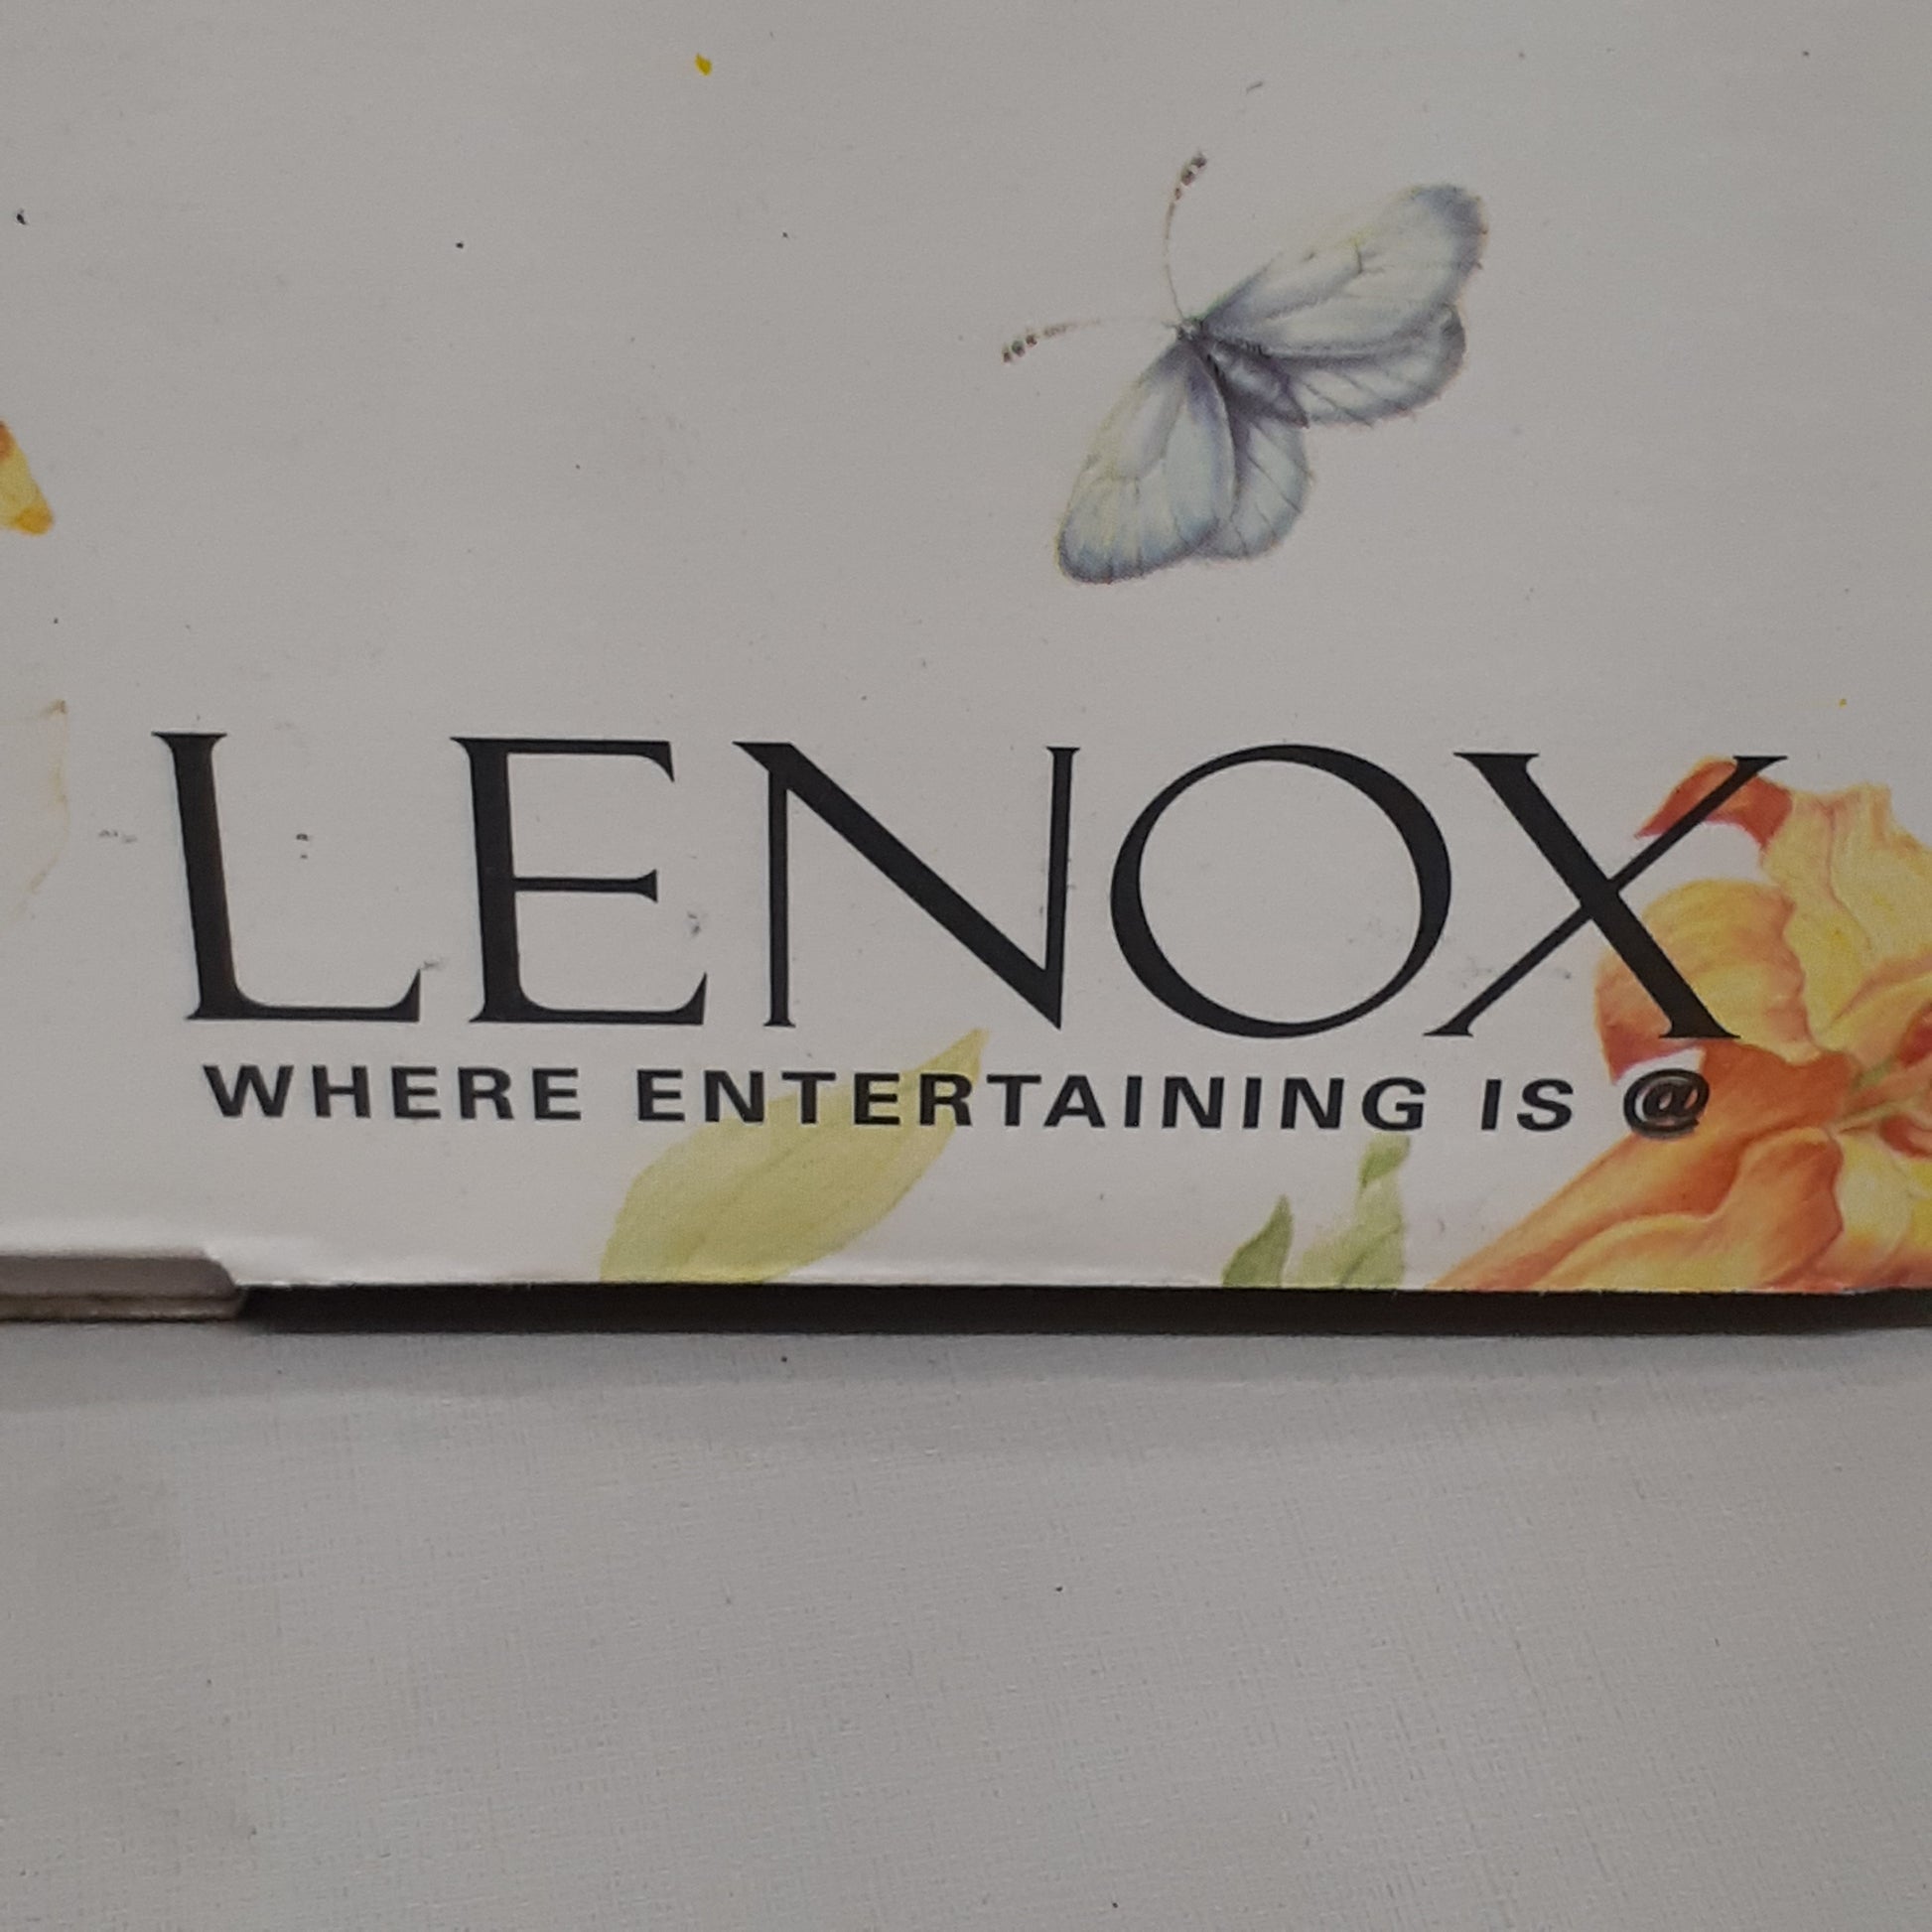 LENOX
WHERE ENTERTAINING IS @